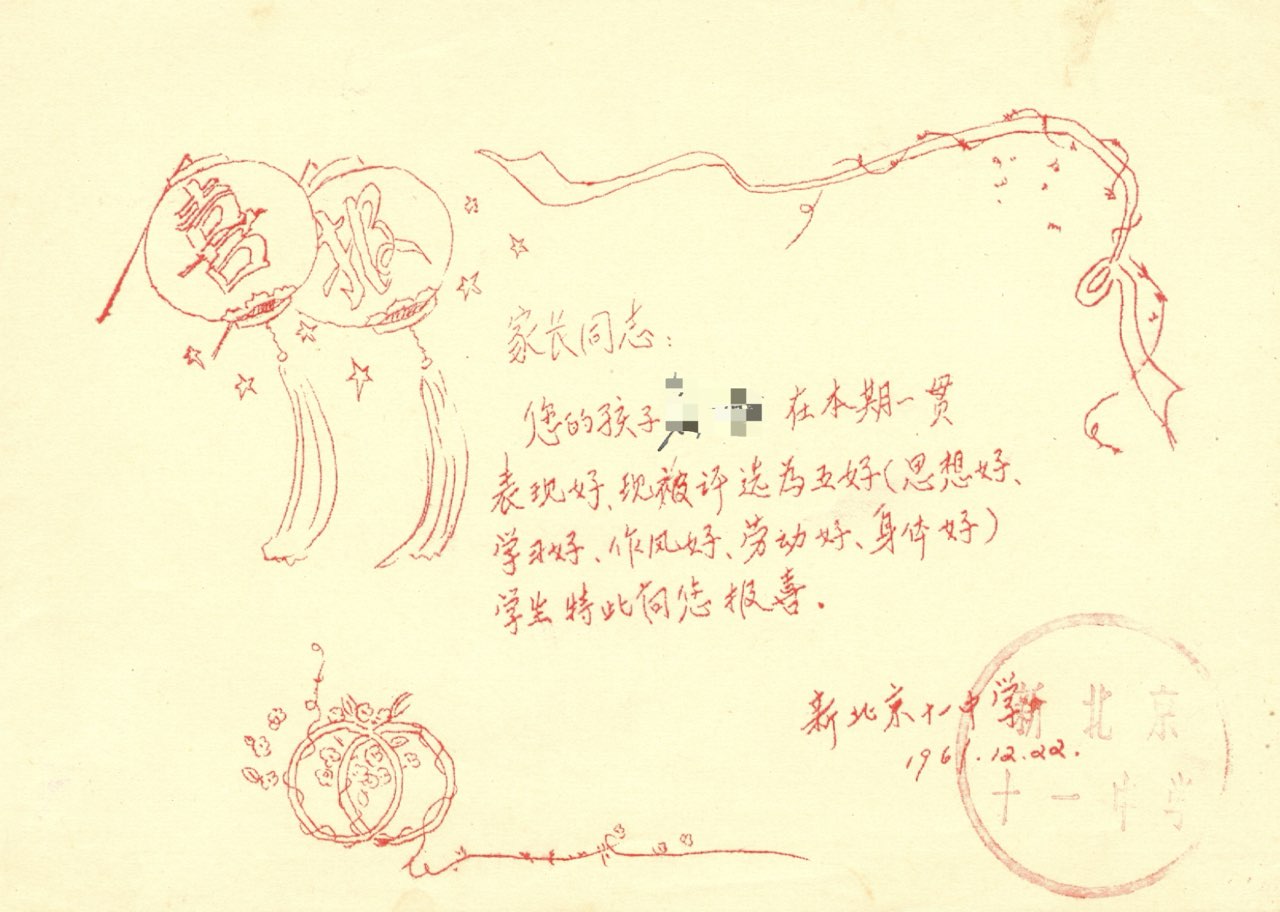 喜报
家长同志：
您的孩子 在本期一贯
表现好、现被评选为五好(思想好、
学习好、作风好、劳动好、身体好)
学生特此向您报喜.
新北京十一中学
1961.12.22.
新北京
十一中学